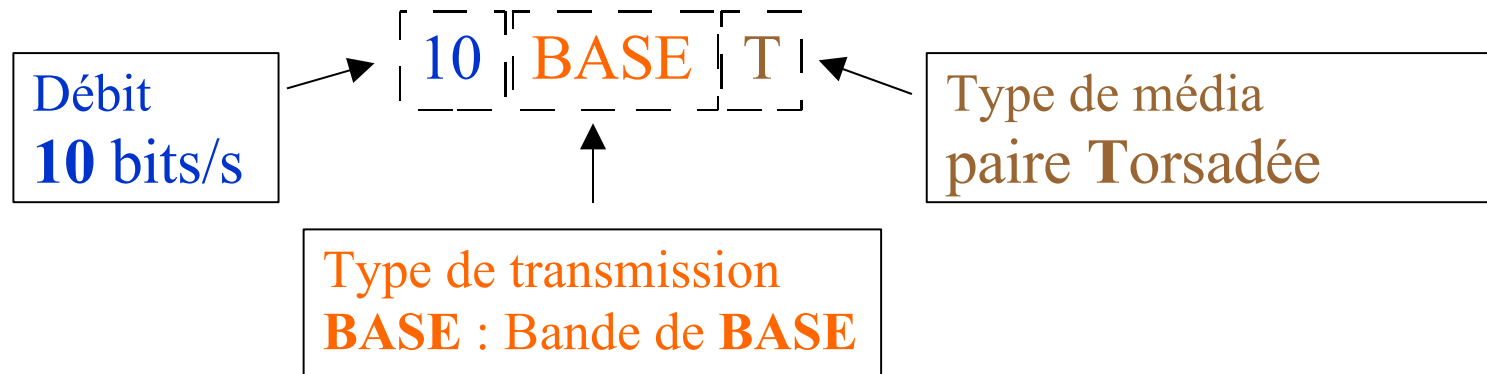 10 BASE T
Débit
10 bits/s
Type de média
paire Torsadée
Type de transmission
BASE : Bande de BASE